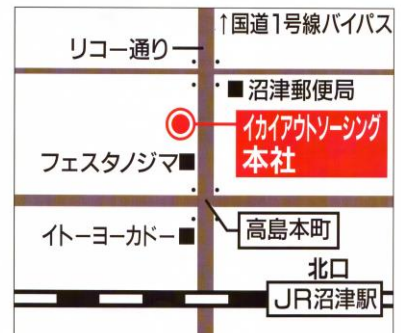 ↑国道1号線バイパス
リコー通り
■沼津郵便局
イカイアウトソーシング
本社
フェスタノジマ■
高島本町
イトーヨーカドー■
北口
JR沼津駅